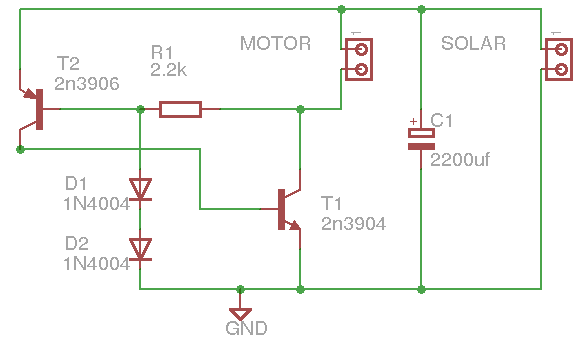 MOTOR
1
SOLAR
1
R1
2.2k
T2
2n3906
C1
+
2200uf
D1
1N4004
T1
2n3904
D2
1N4004
GND